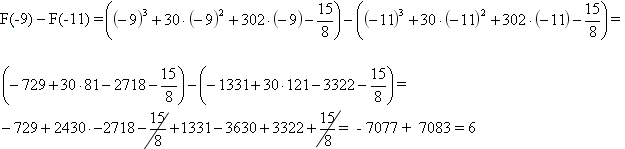 F(-9) − F(-11) = ((−9)³+30·(−9)²+302·(−9)−15/8)−((−11)³+30·(−11)²+302·(−11)−15/8)=
(−729+30·81−2718−15/8)−(−1331+30·121−3322−15/8)=
−729+2430·−2718−15/8+1331−3630+3322+15/8= -7077+ 7083=6